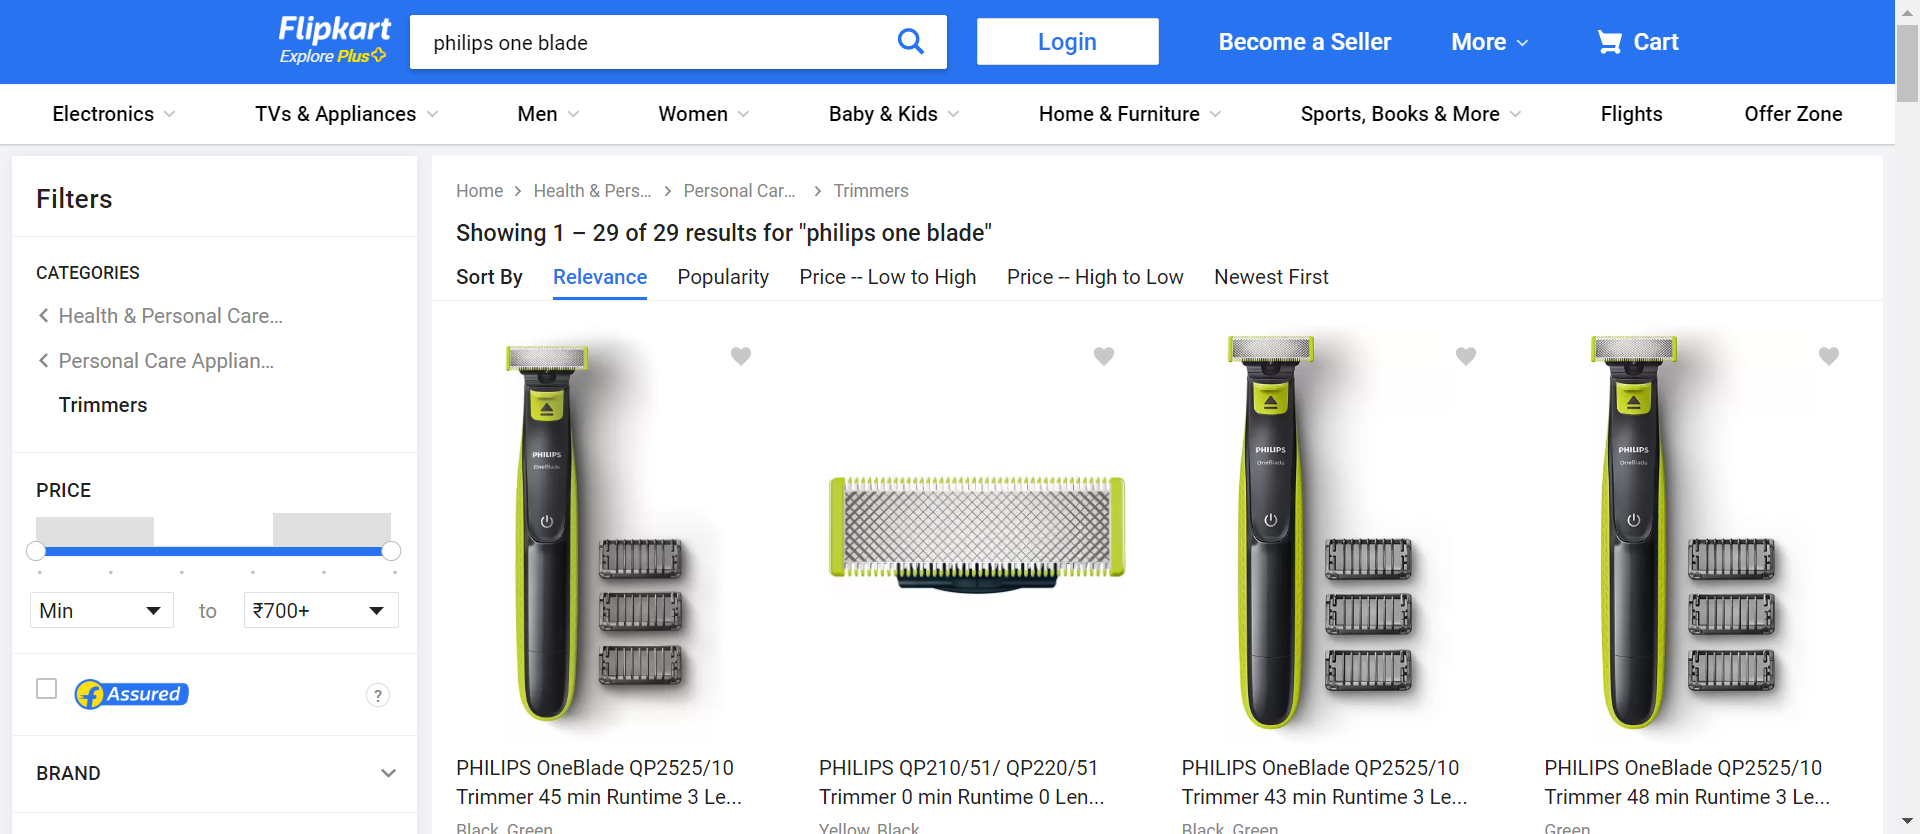 Flipkart
Explore Plus
philips one blade
Login
Become a Seller
More
Cart
Electronics
TVs & Appliances
Men
Women
Baby & Kids
Home & Furniture
Sports, Books & More
Flights
Offer Zone
Filters
CATEGORIES
Health & Personal Care...
Personal Care Applian...
Trimmers
PRICE
Min
to
₹700+
Assured
?
BRAND
Home
Health & Pers...
Personal Car...
Trimmers
Showing 1 – 29 of 29 results for "philips one blade"
Sort By
Relevance
Popularity
Price -- Low to High
Price -- High to Low
Newest First
PHILIPS
OneBlade
PHILIPS
OneBlade
PHILIPS
OneBlade
PHILIPS OneBlade QP2525/10
Trimmer 45 min Runtime 3 Le...
Black, Green
PHILIPS QP210/51/ QP220/51
Trimmer 0 min Runtime 0 Len...
Yellow, Black
PHILIPS OneBlade QP2525/10
Trimmer 43 min Runtime 3 Le...
Black, Green
PHILIPS OneBlade QP2525/10
Trimmer 48 min Runtime 3 Le...
Green